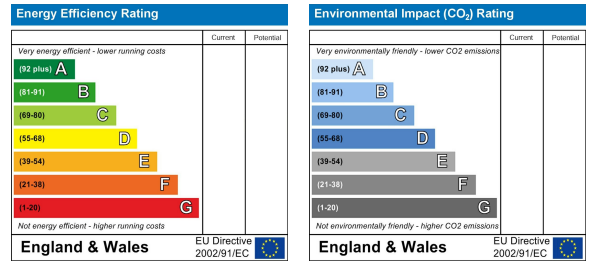 Energy Efficiency Rating
Current Potential
Very energy efficient - lower running costs
(92 plus) A
(81-91) B
(69-80) C
(55-68) D
(39-54) E
(21-38) F
(1-20) G
Not energy efficient - higher running costs
England & Wales
EU Directive
2002/91/EC
Environmental Impact (CO₂) Rating
Current Potential
Very environmentally friendly - lower CO2 emissions
(92 plus) A
(81-91) B
(69-80) C
(55-68) D
(39-54) E
(21-38) F
(1-20) G
Not environmentally friendly - higher CO2 emissions
England & Wales
EU Directive
2002/91/EC